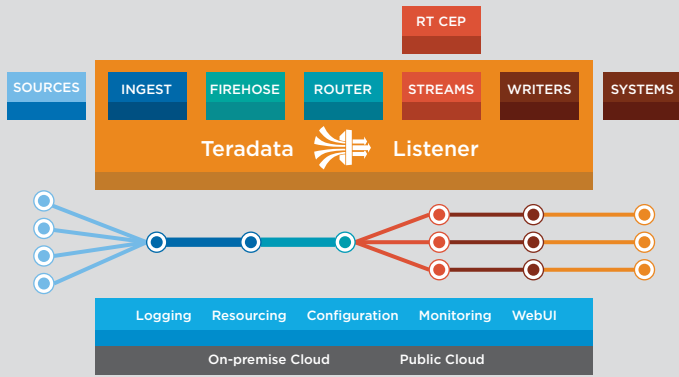 RT CEP
SOURCES INGEST FIREHOSE ROUTER STREAMS WRITERS SYSTEMS
Teradata Listener
Logging Resourcing Configuration Monitoring WebUI
On-premise Cloud Public Cloud